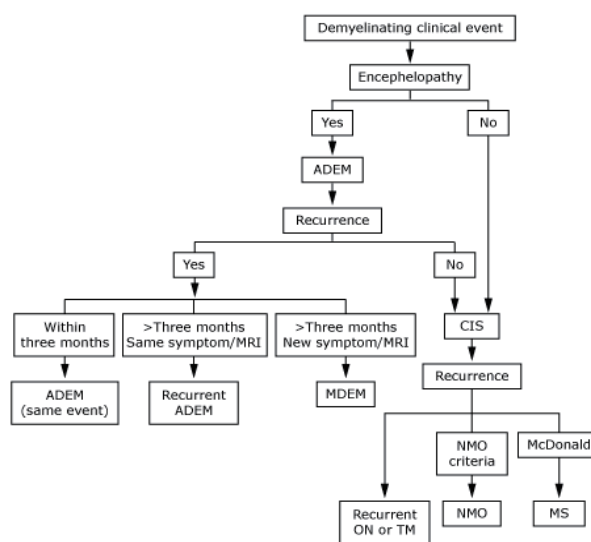 Demyelinating clinical event
Encephelopathy
Yes
No
ADEM
Recurrence
Yes
No
Within
three months
>Three months
Same symptom/MRI
>Three months
New symptom/MRI
CIS
ADEM
(same event)
Recurrent
ADEM
MDEM
Recurrence
NMO
criteria
McDonald
Recurrent
ON or TM
NMO
MS